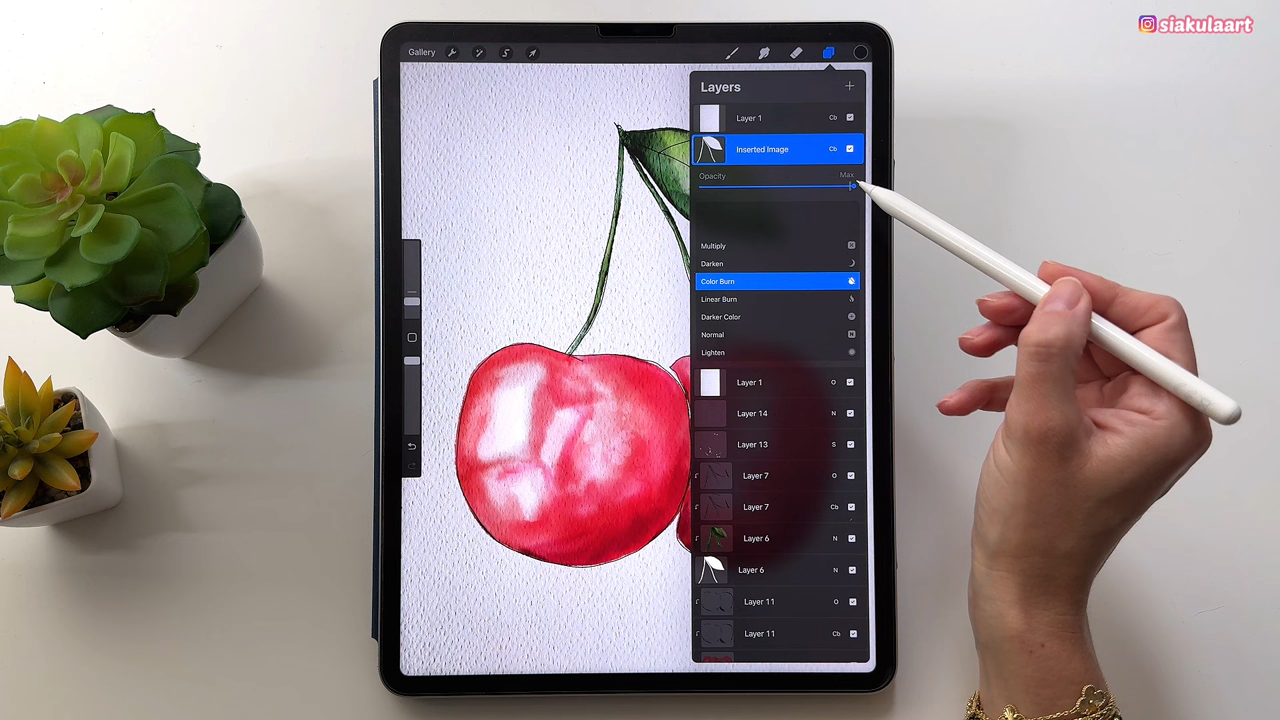 siakulaart
Gallery
Layers
Layer 1 Cb
Inserted Image Cb
Opacity Max
Multiply
Darken
Color Burn
Linear Burn
Darker Color
Normal
Lighten
Layer 1 O
Layer 14 N
Layer 13 S
Layer 7 O
Layer 7 Cb
Layer 6 N
Layer 6 N
Layer 11 O
Layer 11 Cb